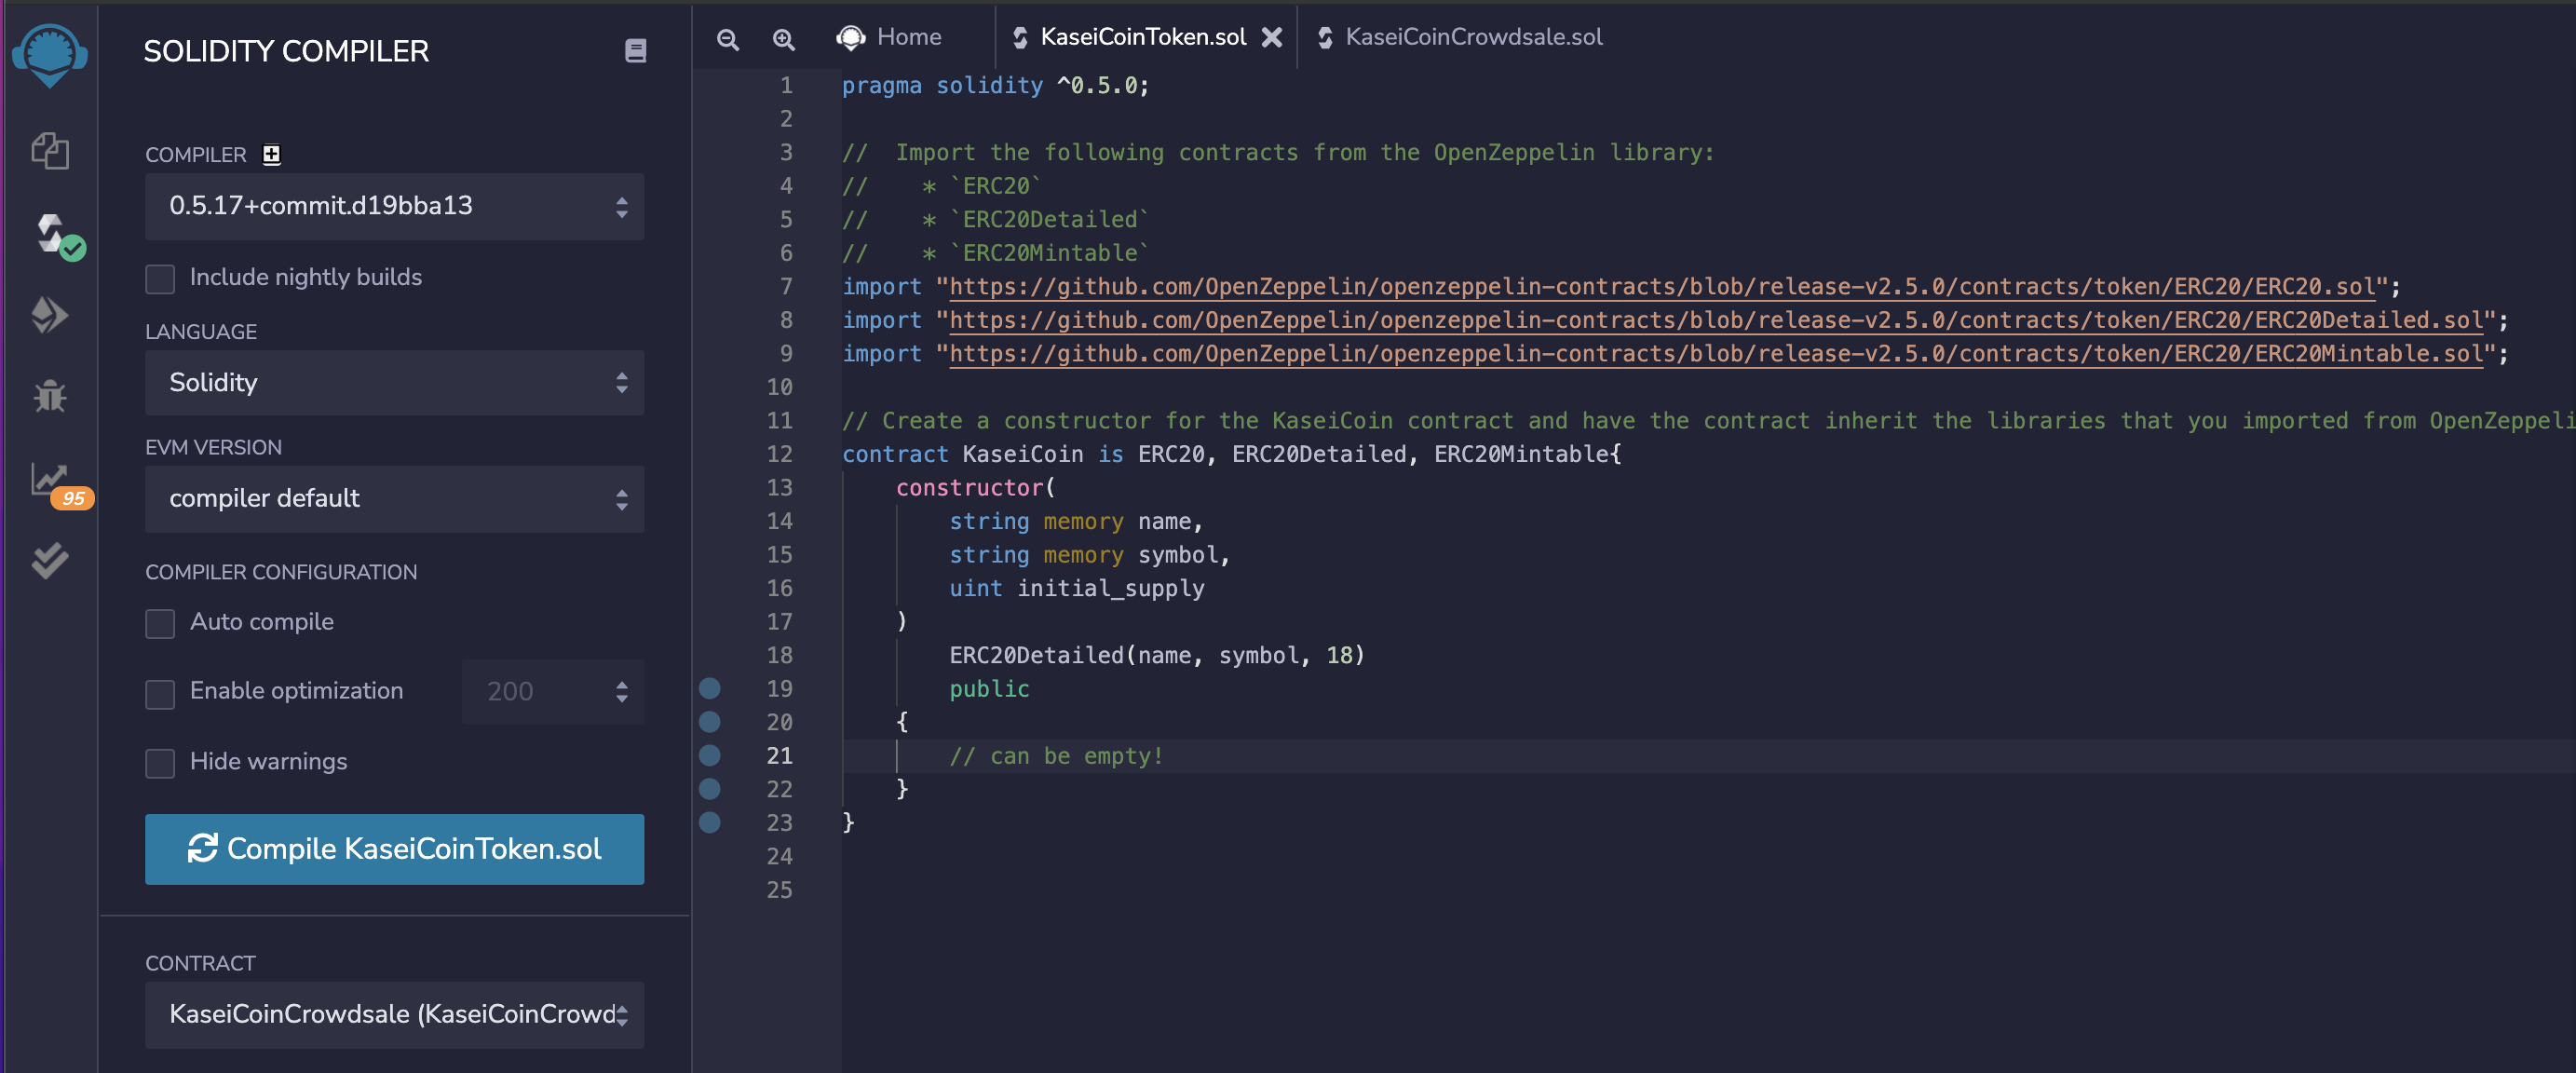 SOLIDITY COMPILER
COMPILER
0.5.17+commit.d19bba13
Include nightly builds
LANGUAGE
Solidity
EVM VERSION
compiler default
COMPILER CONFIGURATION
Auto compile
Enable optimization 200
Hide warnings
Compile KaseiCoinToken.sol
CONTRACT
KaseiCoinCrowdsale (KaseiCoinCrowd
95
Home KaseiCoinToken.sol KaseiCoinCrowdsale.sol
1 pragma solidity ^0.5.0;
2
3 //  Import the following contracts from the OpenZeppelin library:
4 //    * `ERC20`
5 //    * `ERC20Detailed`
6 //    * `ERC20Mintable`
7 import "https://github.com/OpenZeppelin/openzeppelin-contracts/blob/release-v2.5.0/contracts/token/ERC20/ERC20.sol";
8 import "https://github.com/OpenZeppelin/openzeppelin-contracts/blob/release-v2.5.0/contracts/token/ERC20/ERC20Detailed.sol";
9 import "https://github.com/OpenZeppelin/openzeppelin-contracts/blob/release-v2.5.0/contracts/token/ERC20/ERC20Mintable.sol";
10
11 // Create a constructor for the KaseiCoin contract and have the contract inherit the libraries that you imported from OpenZeppeli
12 contract KaseiCoin is ERC20, ERC20Detailed, ERC20Mintable{
13     constructor(
14         string memory name,
15         string memory symbol,
16         uint initial_supply
17     )
18         ERC20Detailed(name, symbol, 18)
19         public
20     {
21         // can be empty!
22     }
23 }
24
25